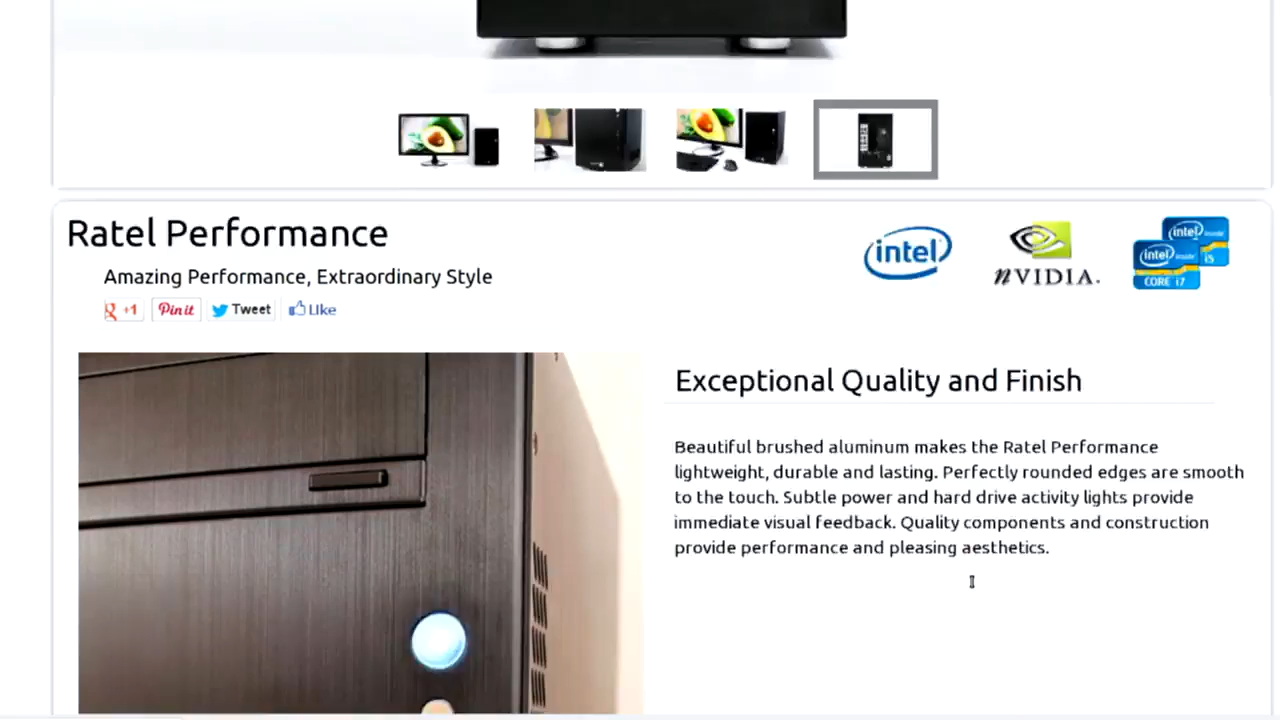 Ratel Performance
Amazing Performance, Extraordinary Style
+1
Pin it
Tweet
Like
intel
nVIDIA.
intel inside
i5
intel inside
CORE i7
Exceptional Quality and Finish
Beautiful brushed aluminum makes the Ratel Performance
lightweight, durable and lasting. Perfectly rounded edges are smooth
to the touch. Subtle power and hard drive activity lights provide
immediate visual feedback. Quality components and construction
provide performance and pleasing aesthetics.